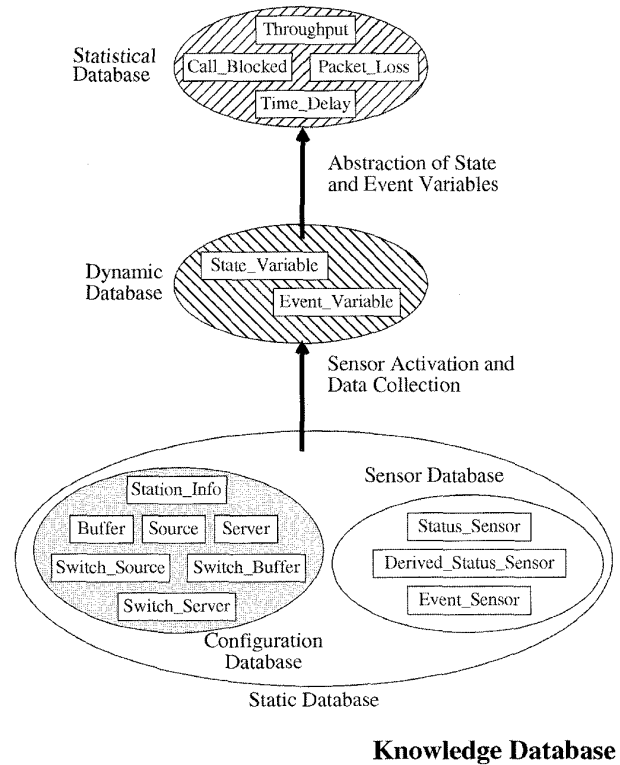 Throughput
Statistical
Database
Call_Blocked
Packet_Loss
Time_Delay
Abstraction of State
and Event Variables
Dynamic
Database
State_Variable
Event_Variable
Sensor Activation and
Data Collection
Sensor Database
Station_Info
Buffer
Source
Server
Switch_Source
Switch_Buffer
Switch_Server
Status_Sensor
Derived_Status_Sensor
Event_Sensor
Configuration
Database
Static Database
Knowledge Database